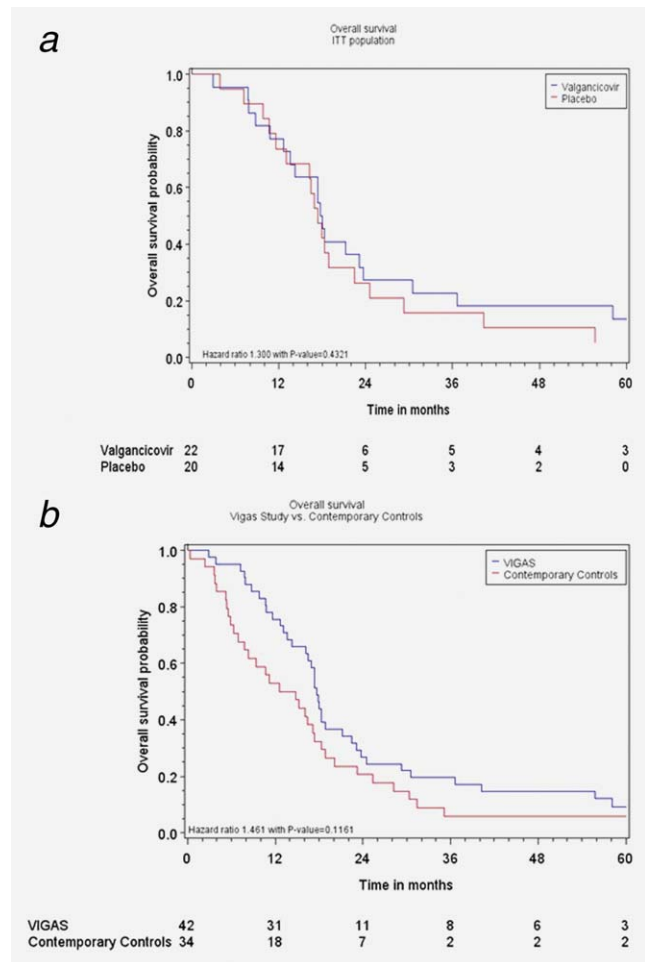 a
Overall survival
ITT population
Valgancicovir
Placebo
1.0
0.8
0.6
0.4
0.2
0.0
Overall survival probability
Hazard ratio 1.300 with P-value=0.4321
0 12 24 36 48 60
Time in months
Valgancicovir 22 17 6 5 4 3
Placebo 20 14 5 3 2 0
b
Overall survival
Vigas Study vs. Contemporary Controls
VIGAS
Contemporary Controls
1.0
0.8
0.6
0.4
0.2
0.0
Overall survival probability
Hazard ratio 1.461 with P-value=0.1161
0 12 24 36 48 60
Time in months
VIGAS 42 31 11 8 6 3
Contemporary Controls 34 18 7 2 2 2